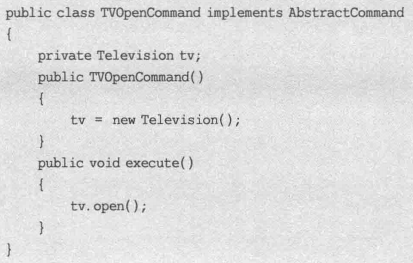 public class TVOpenCommand implements AbstractCommand
{
    private Television tv;
    public TVOpenCommand()
    {
        tv = new Television();
    }
    public void execute()
    {
        tv.open();
    }
}